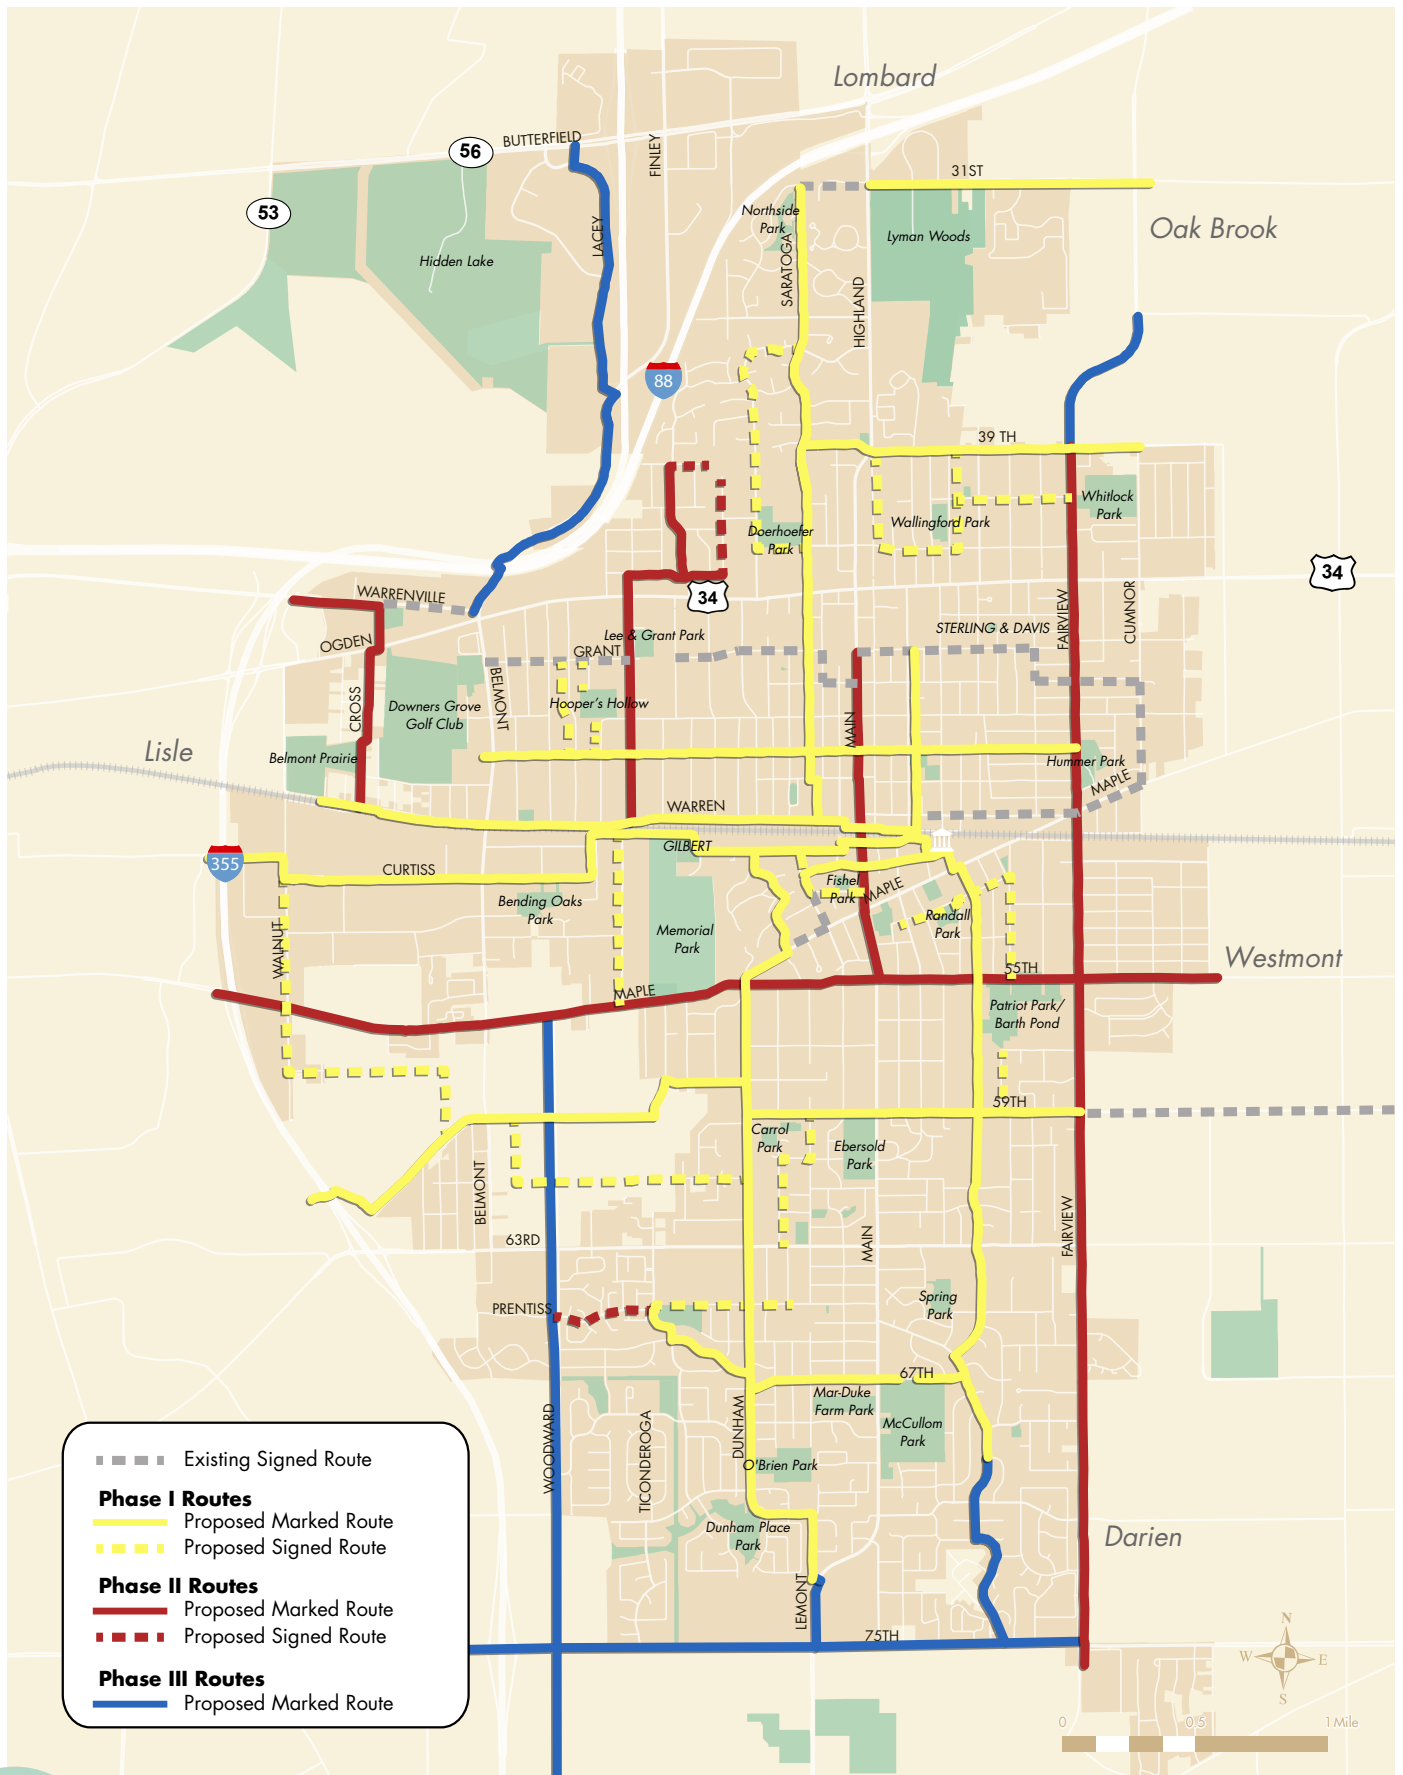 Lombard
BUTTERFIELD
56
FINLEY
31ST
53
Northside
Park
Oak Brook
LACEY
Lyman Woods
Hidden Lake
SARATOGA
HIGHLAND
88
39 TH
Whitlock
Park
Wallingford Park
Doerhoefer
Park
34
WARRENVILLE
34
FAIRVIEW
CUMNOR
OGDEN
Lee & Grant Park
STERLING & DAVIS
GRANT
BELMONT
CROSS
Downers Grove
Golf Club
Hooper's Hollow
MAIN
Lisle
Belmont Prairie
Hummer Park
MAPLE
WARREN
GILBERT
355
CURTISS
Fishel
Park
MAPLE
Bending Oaks
Park
Randall
Park
WALNUT
Memorial
Park
Westmont
55TH
MAPLE
Patriot Park/
Barth Pond
59TH
Carrol
Park
Ebersold
Park
BELMONT
63RD
MAIN
FAIRVIEW
PRENTISS
Spring
Park
67TH
Mar-Duke
Farm Park
McCullom
Park
WOODWARD
TICONDEROGA
DUNHAM
O'Brien Park
Dunham Place
Park
Darien
LEMONT
75TH
Existing Signed Route
Phase I Routes
Proposed Marked Route
Proposed Signed Route
Phase II Routes
Proposed Marked Route
Proposed Signed Route
Phase III Routes
Proposed Marked Route
N
W
E
S
0
0.5
1 Mile